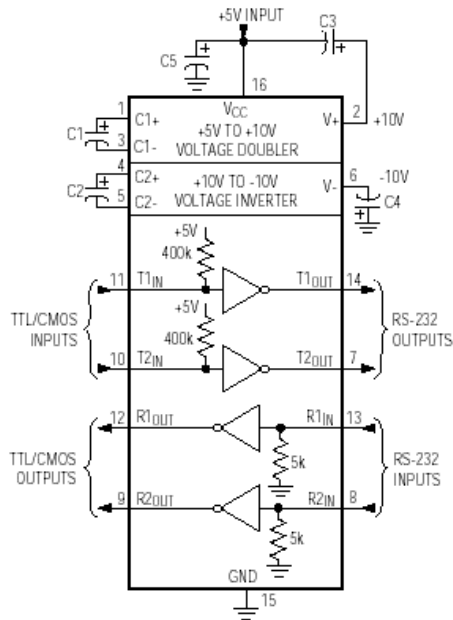 +5V INPUT
C3
C5
+
+
16
1
C1+
VCC
V+
2
+10V
C1
+
+5V TO +10V
3
C1-
VOLTAGE DOUBLER
4
C2+
+10V TO -10V
V-
6
-10V
C2
+
5
C2-
VOLTAGE INVERTER
C4
+
+5V
400k
11
T1IN
T1OUT
14
TTL/CMOS
INPUTS
+5V
400k
RS-232
OUTPUTS
10
T2IN
T2OUT
7
12
R1OUT
R1IN
13
TTL/CMOS
OUTPUTS
5k
RS-232
INPUTS
9
R2OUT
R2IN
8
5k
GND
15